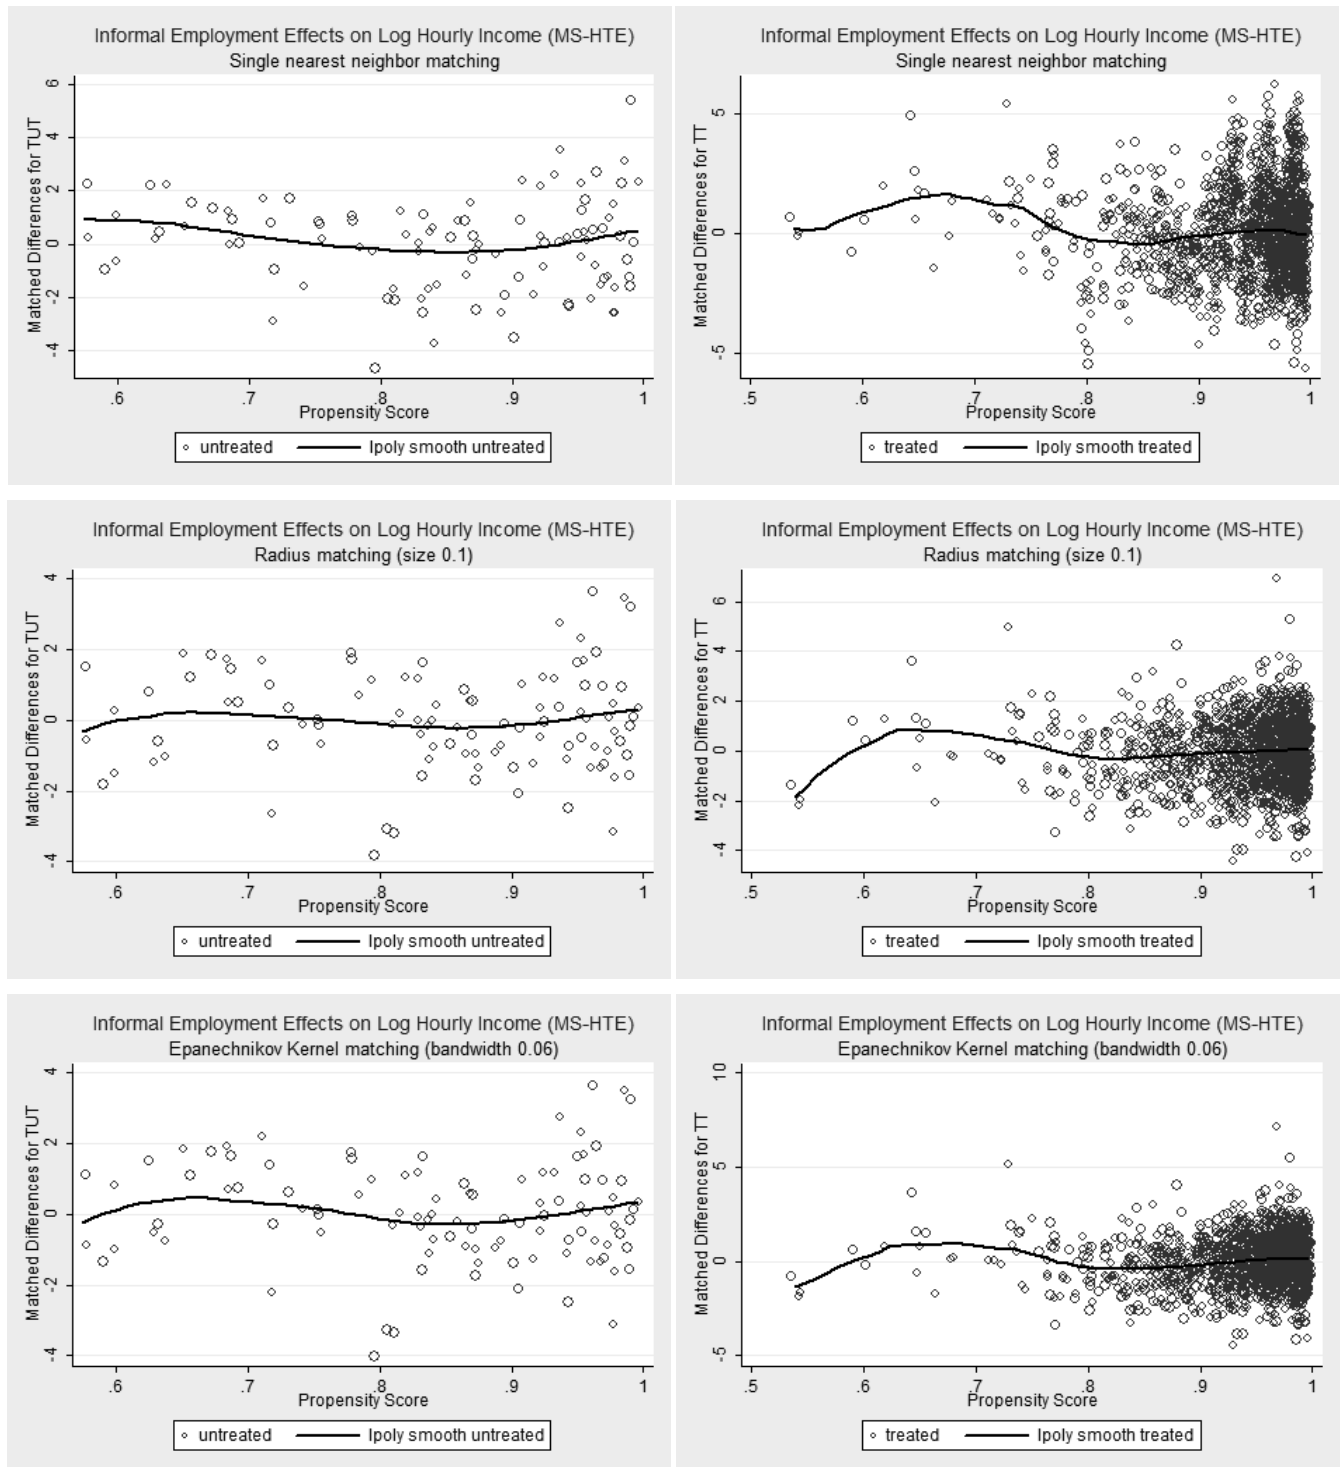 Informal Employment Effects on Log Hourly Income (MS-HTE)
Single nearest neighbor matching
Matched Differences for TUT
6
4
2
0
-2
-4
.6
.7
.8
.9
1
Propensity Score
untreated
lpoly smooth untreated
Informal Employment Effects on Log Hourly Income (MS-HTE)
Single nearest neighbor matching
Matched Differences for TT
5
0
-5
.5
.6
.7
.8
.9
1
Propensity Score
treated
lpoly smooth treated
Informal Employment Effects on Log Hourly Income (MS-HTE)
Radius matching (size 0.1)
Matched Differences for TUT
4
2
0
-2
-4
.6
.7
.8
.9
1
Propensity Score
untreated
lpoly smooth untreated
Informal Employment Effects on Log Hourly Income (MS-HTE)
Radius matching (size 0.1)
Matched Differences for TT
6
4
2
0
-2
-4
.5
.6
.7
.8
.9
1
Propensity Score
treated
lpoly smooth treated
Informal Employment Effects on Log Hourly Income (MS-HTE)
Epanechnikov Kernel matching (bandwidth 0.06)
Matched Differences for TUT
4
2
0
-2
-4
.6
.7
.8
.9
1
Propensity Score
untreated
lpoly smooth untreated
Informal Employment Effects on Log Hourly Income (MS-HTE)
Epanechnikov Kernel matching (bandwidth 0.06)
Matched Differences for TT
10
5
0
-5
.5
.6
.7
.8
.9
1
Propensity Score
treated
lpoly smooth treated